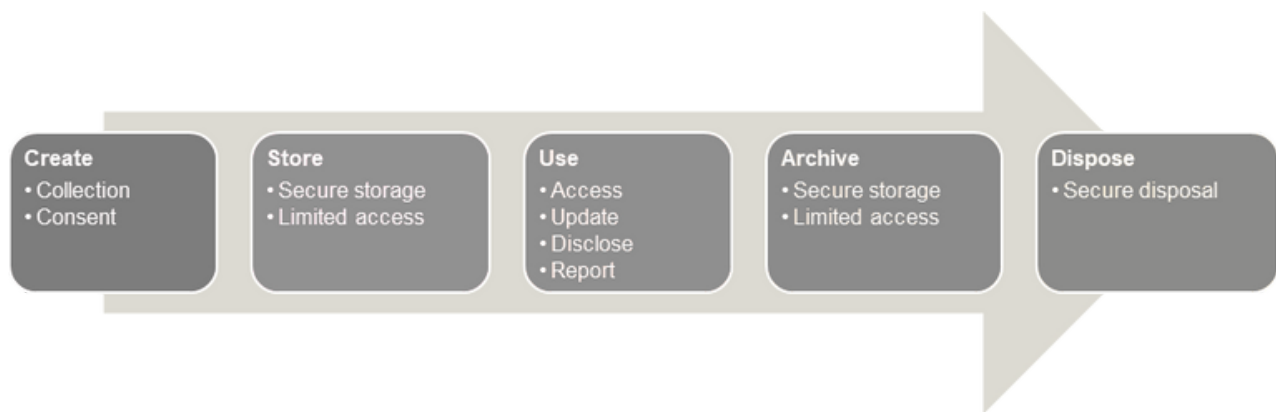 Create
• Collection
• Consent
Store
• Secure storage
• Limited access
Use
• Access
• Update
• Disclose
• Report
Archive
• Secure storage
• Limited access
Dispose
• Secure disposal